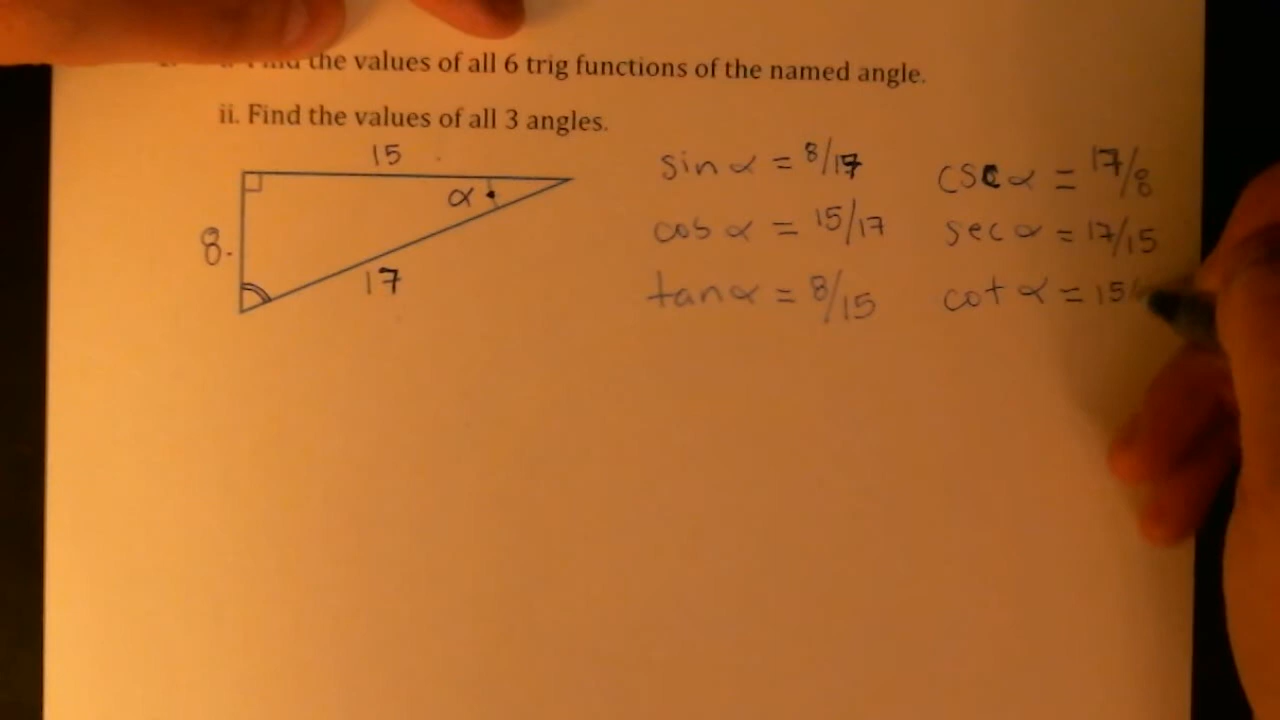 the values of all 6 trig functions of the named angle.
ii. Find the values of all 3 angles.
15
α
8.
17
sin α = 8/17
cos α = 15/17
tan α = 8/15
csc α = 17/8
sec α = 17/15
cot α = 15/